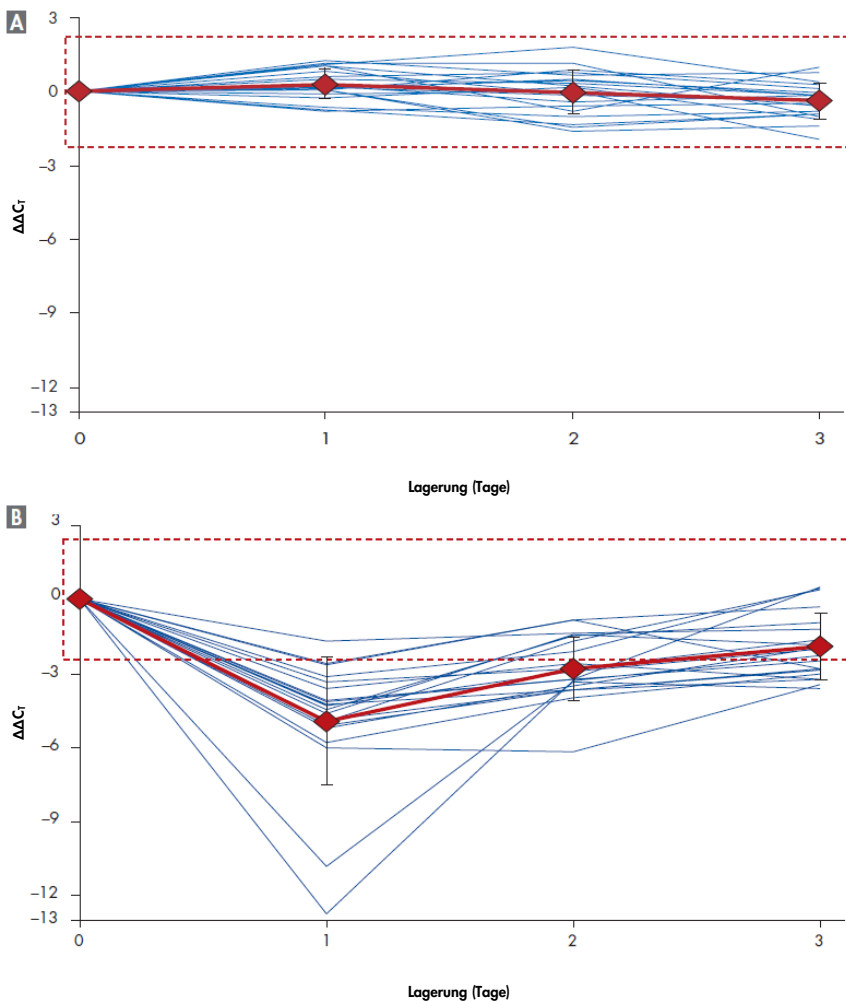 A
3
0
–3
–6
–9
–12
–13
ΔΔCT
0 1 2 3
Lagerung (Tage)
B
3
0
–3
–6
–9
–12
–13
ΔΔCT
0 1 2 3
Lagerung (Tage)